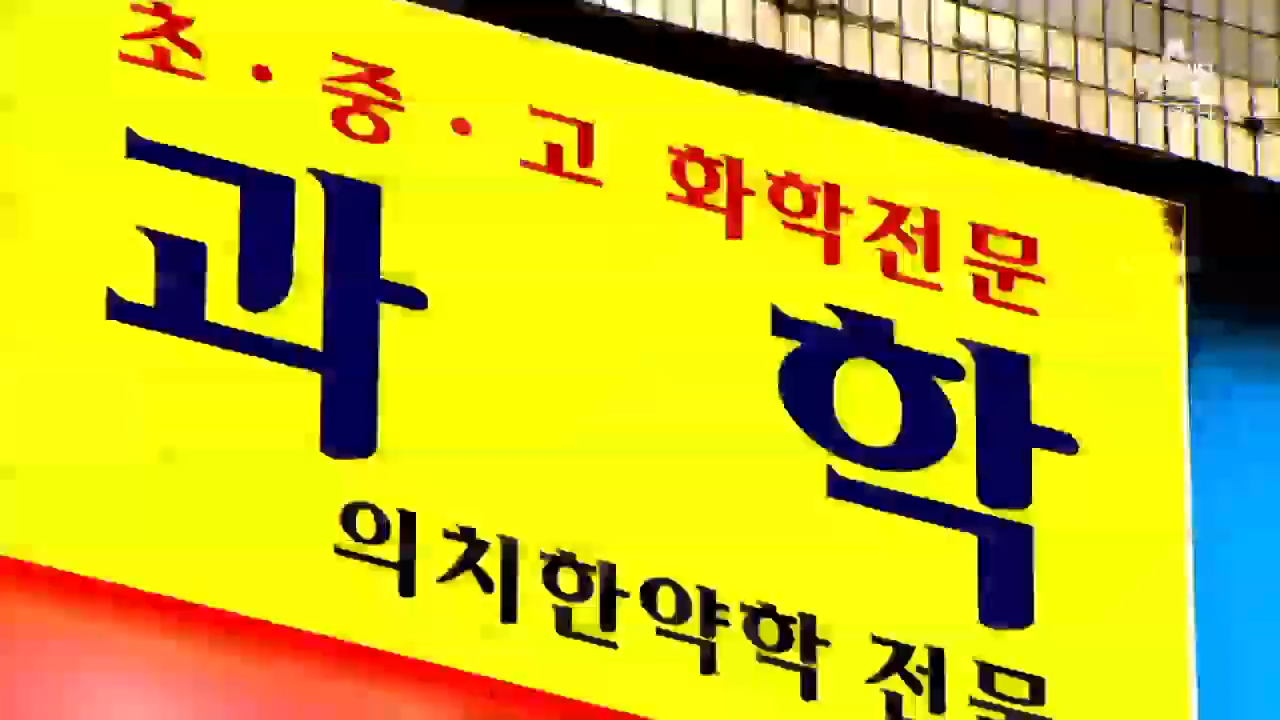 초·중·고 화학전문
과 학
의치한약학 전문